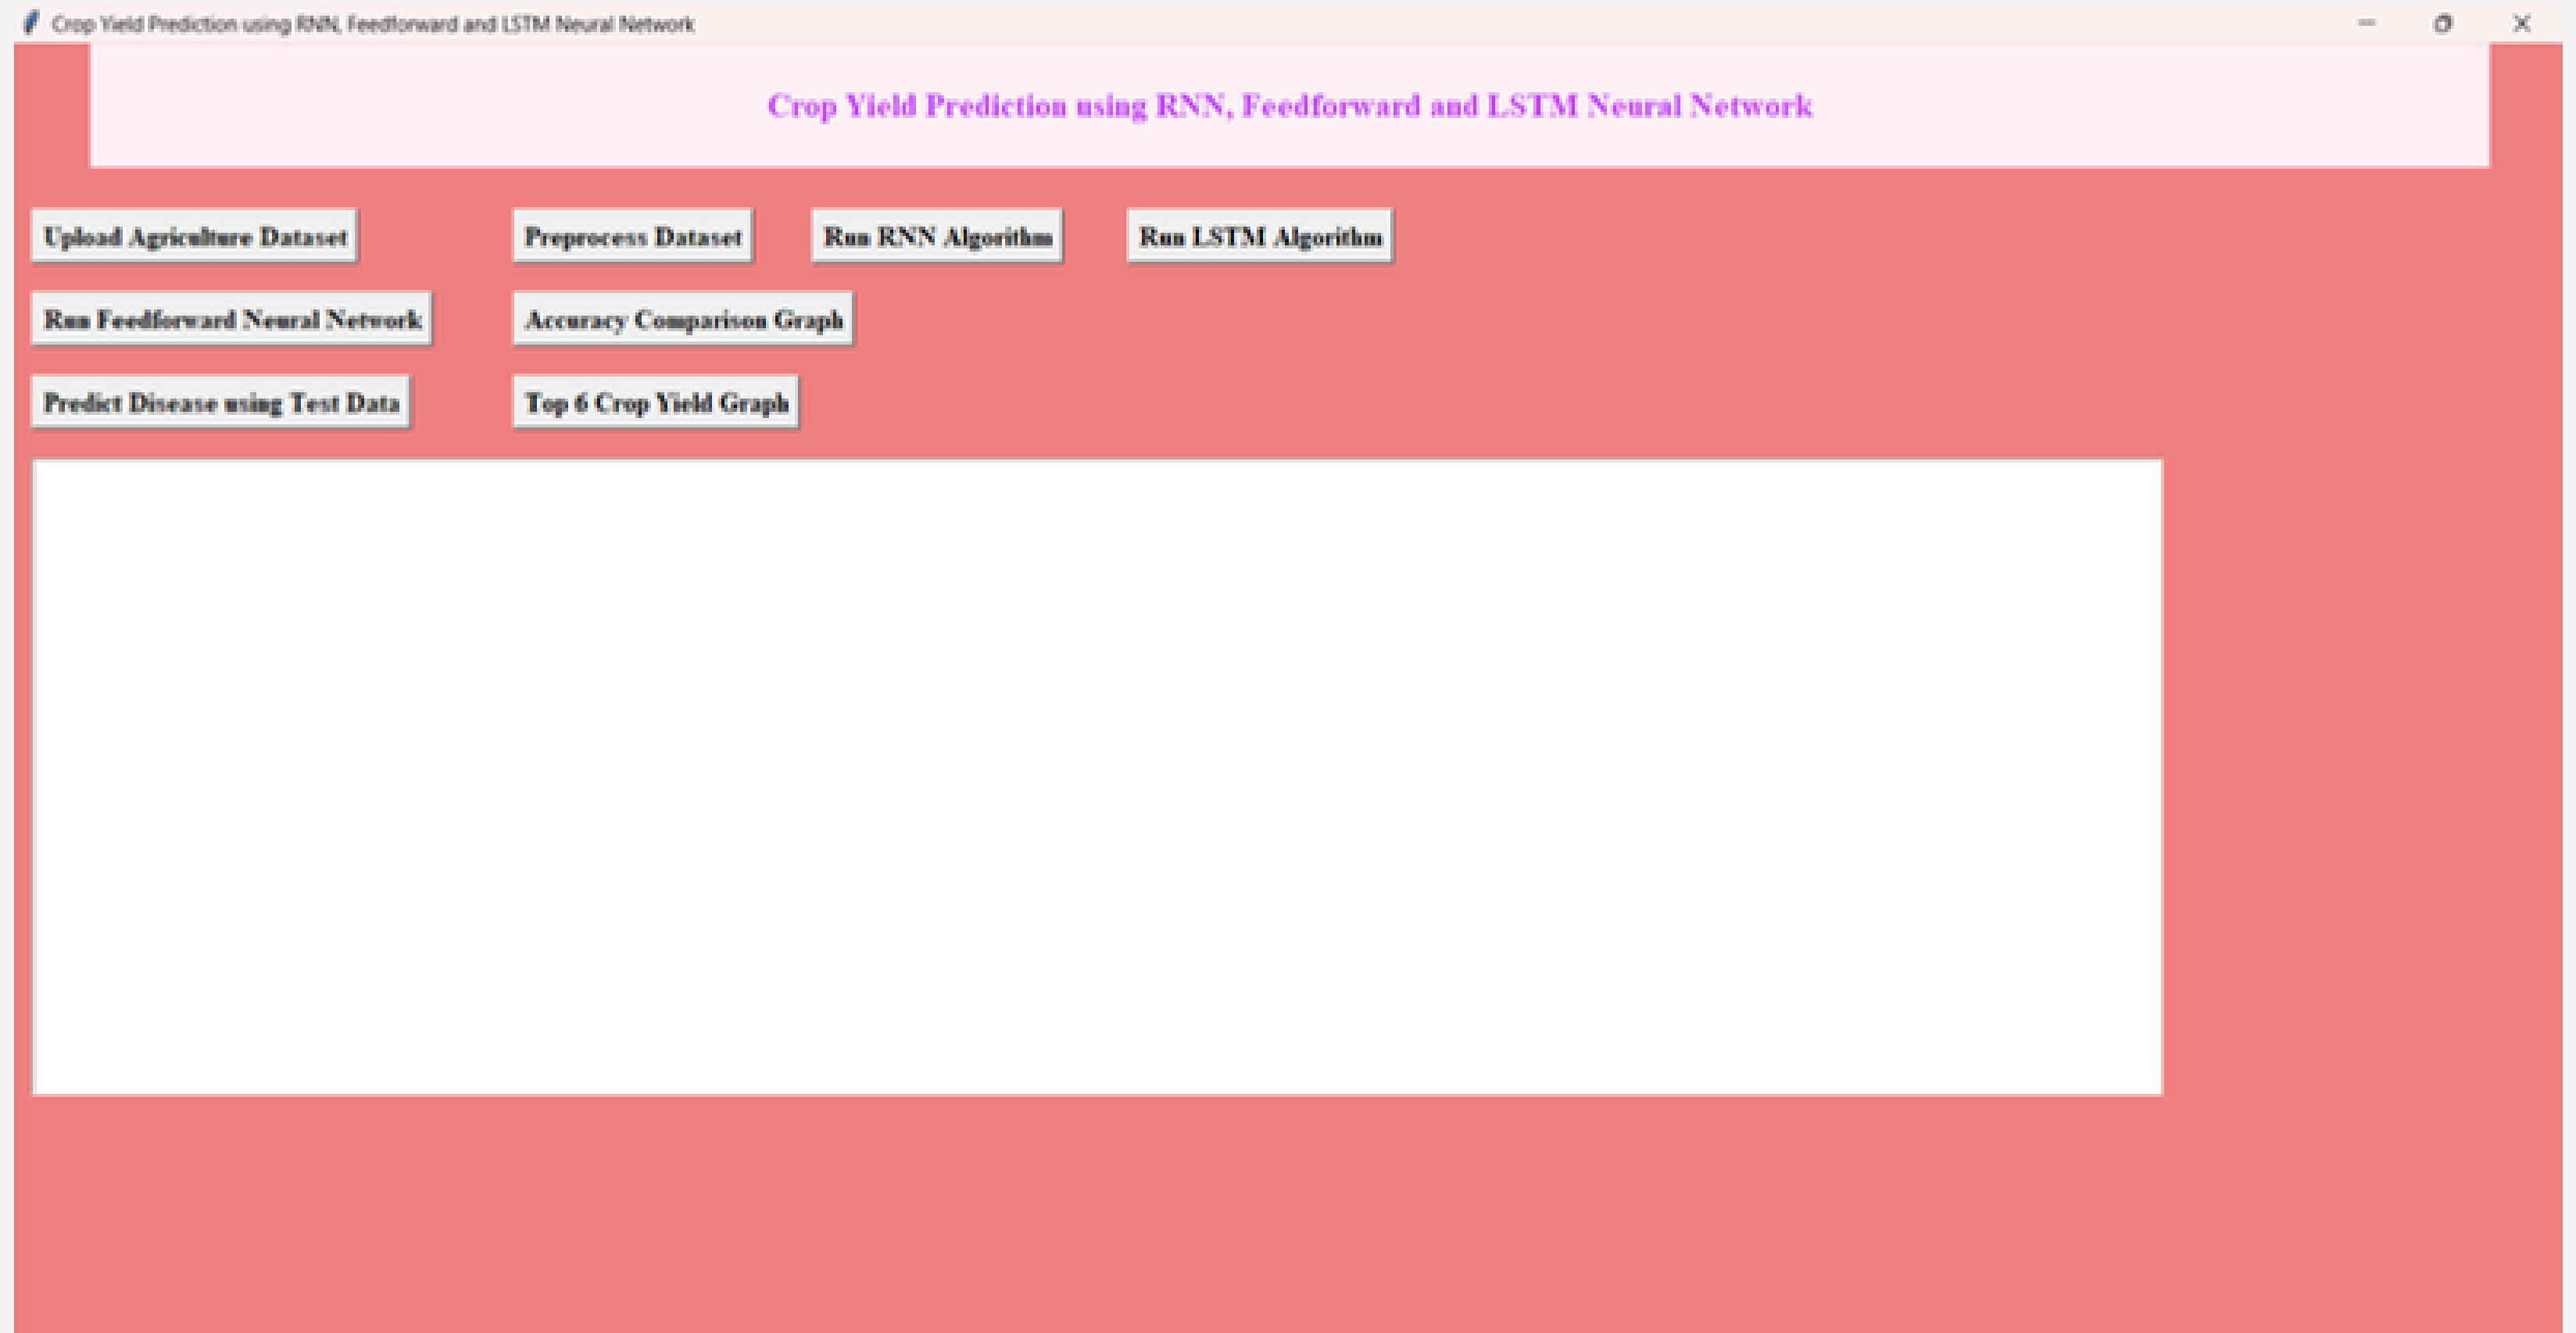 Crop Yield Prediction using RNN, Feedforward and LSTM Neural Network
Crop Yield Prediction using RNN, Feedforward and LSTM Neural Network
Upload Agriculture Dataset
Preprocess Dataset
Run RNN Algorithm
Run LSTM Algorithm
Run Feedforward Neural Network
Accuracy Comparison Graph
Predict Disease using Test Data
Top 6 Crop Yield Graph